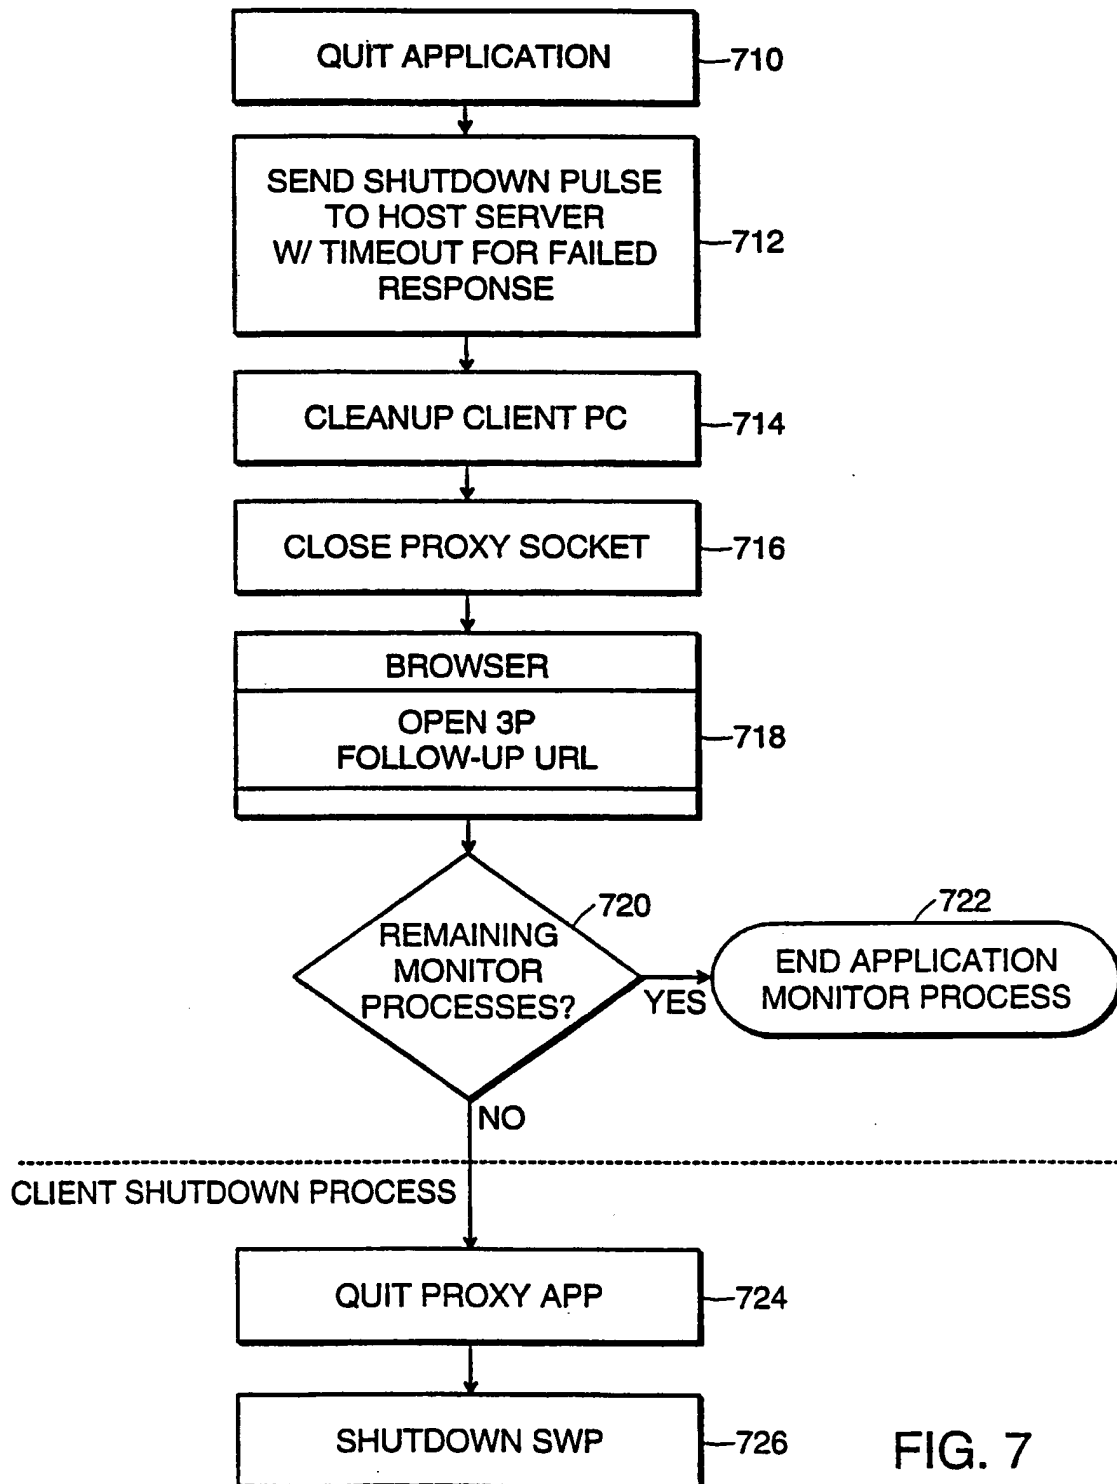 QUIT APPLICATION
710
SEND SHUTDOWN PULSE
TO HOST SERVER
W/ TIMEOUT FOR FAILED
RESPONSE
712
CLEANUP CLIENT PC
714
CLOSE PROXY SOCKET
716
BROWSER
OPEN 3P
FOLLOW-UP URL
718
REMAINING
MONITOR
PROCESSES?
720
YES
722
END APPLICATION
MONITOR PROCESS
NO
CLIENT SHUTDOWN PROCESS
QUIT PROXY APP
724
SHUTDOWN SWP
726
FIG. 7